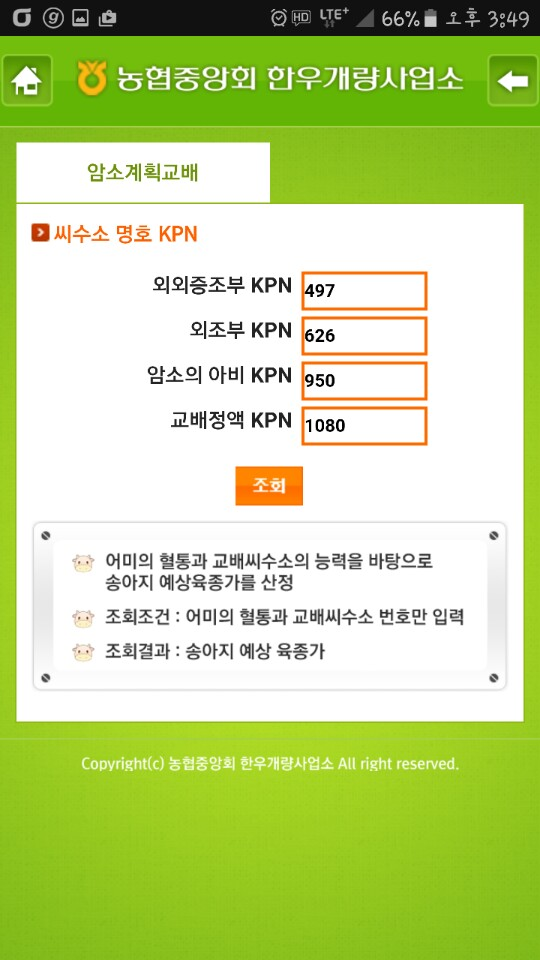 HD LTE+ 66% 오후 3:49
농협중앙회 한우개량사업소
암소계획교배
씨수소 명호 KPN
외외증조부 KPN 497
외조부 KPN 626
암소의 아비 KPN 950
교배정액 KPN 1080
조회
어미의 혈통과 교배씨수소의 능력을 바탕으로
송아지 예상육종가를 산정
조회조건 : 어미의 혈통과 교배씨수소 번호만 입력
조회결과 : 송아지 예상 육종가
Copyright(c) 농협중앙회 한우개량사업소 All right reserved.